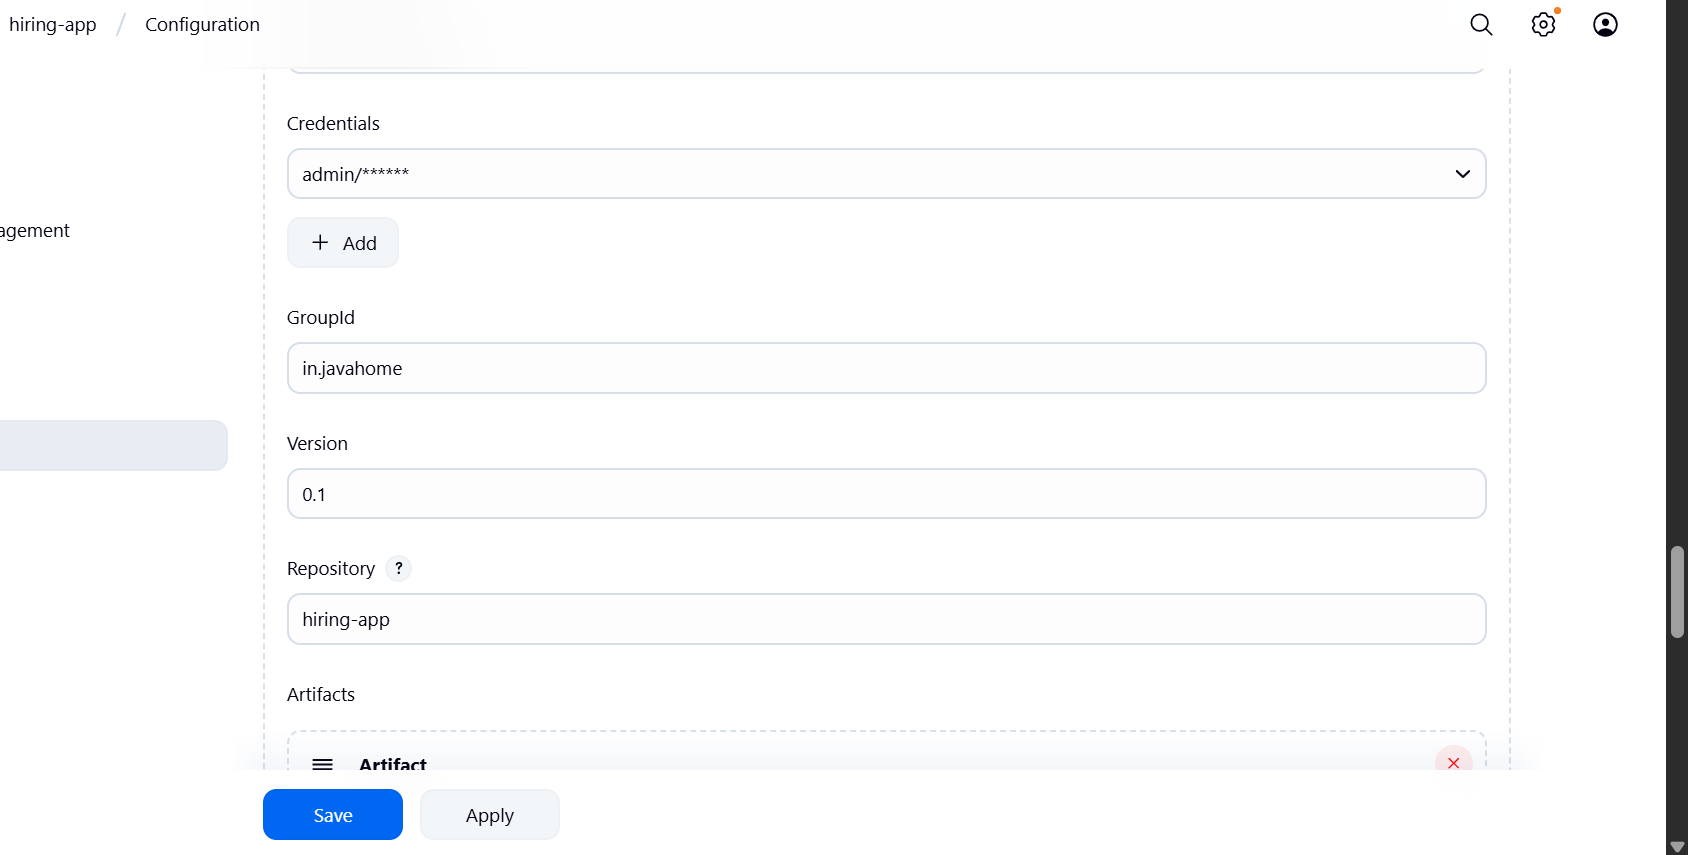 hiring-app / Configuration
Credentials
admin/******
+ Add
agement
GroupId
in.javahome
Version
0.1
Repository ?
hiring-app
Artifacts
Artifact
Save
Apply